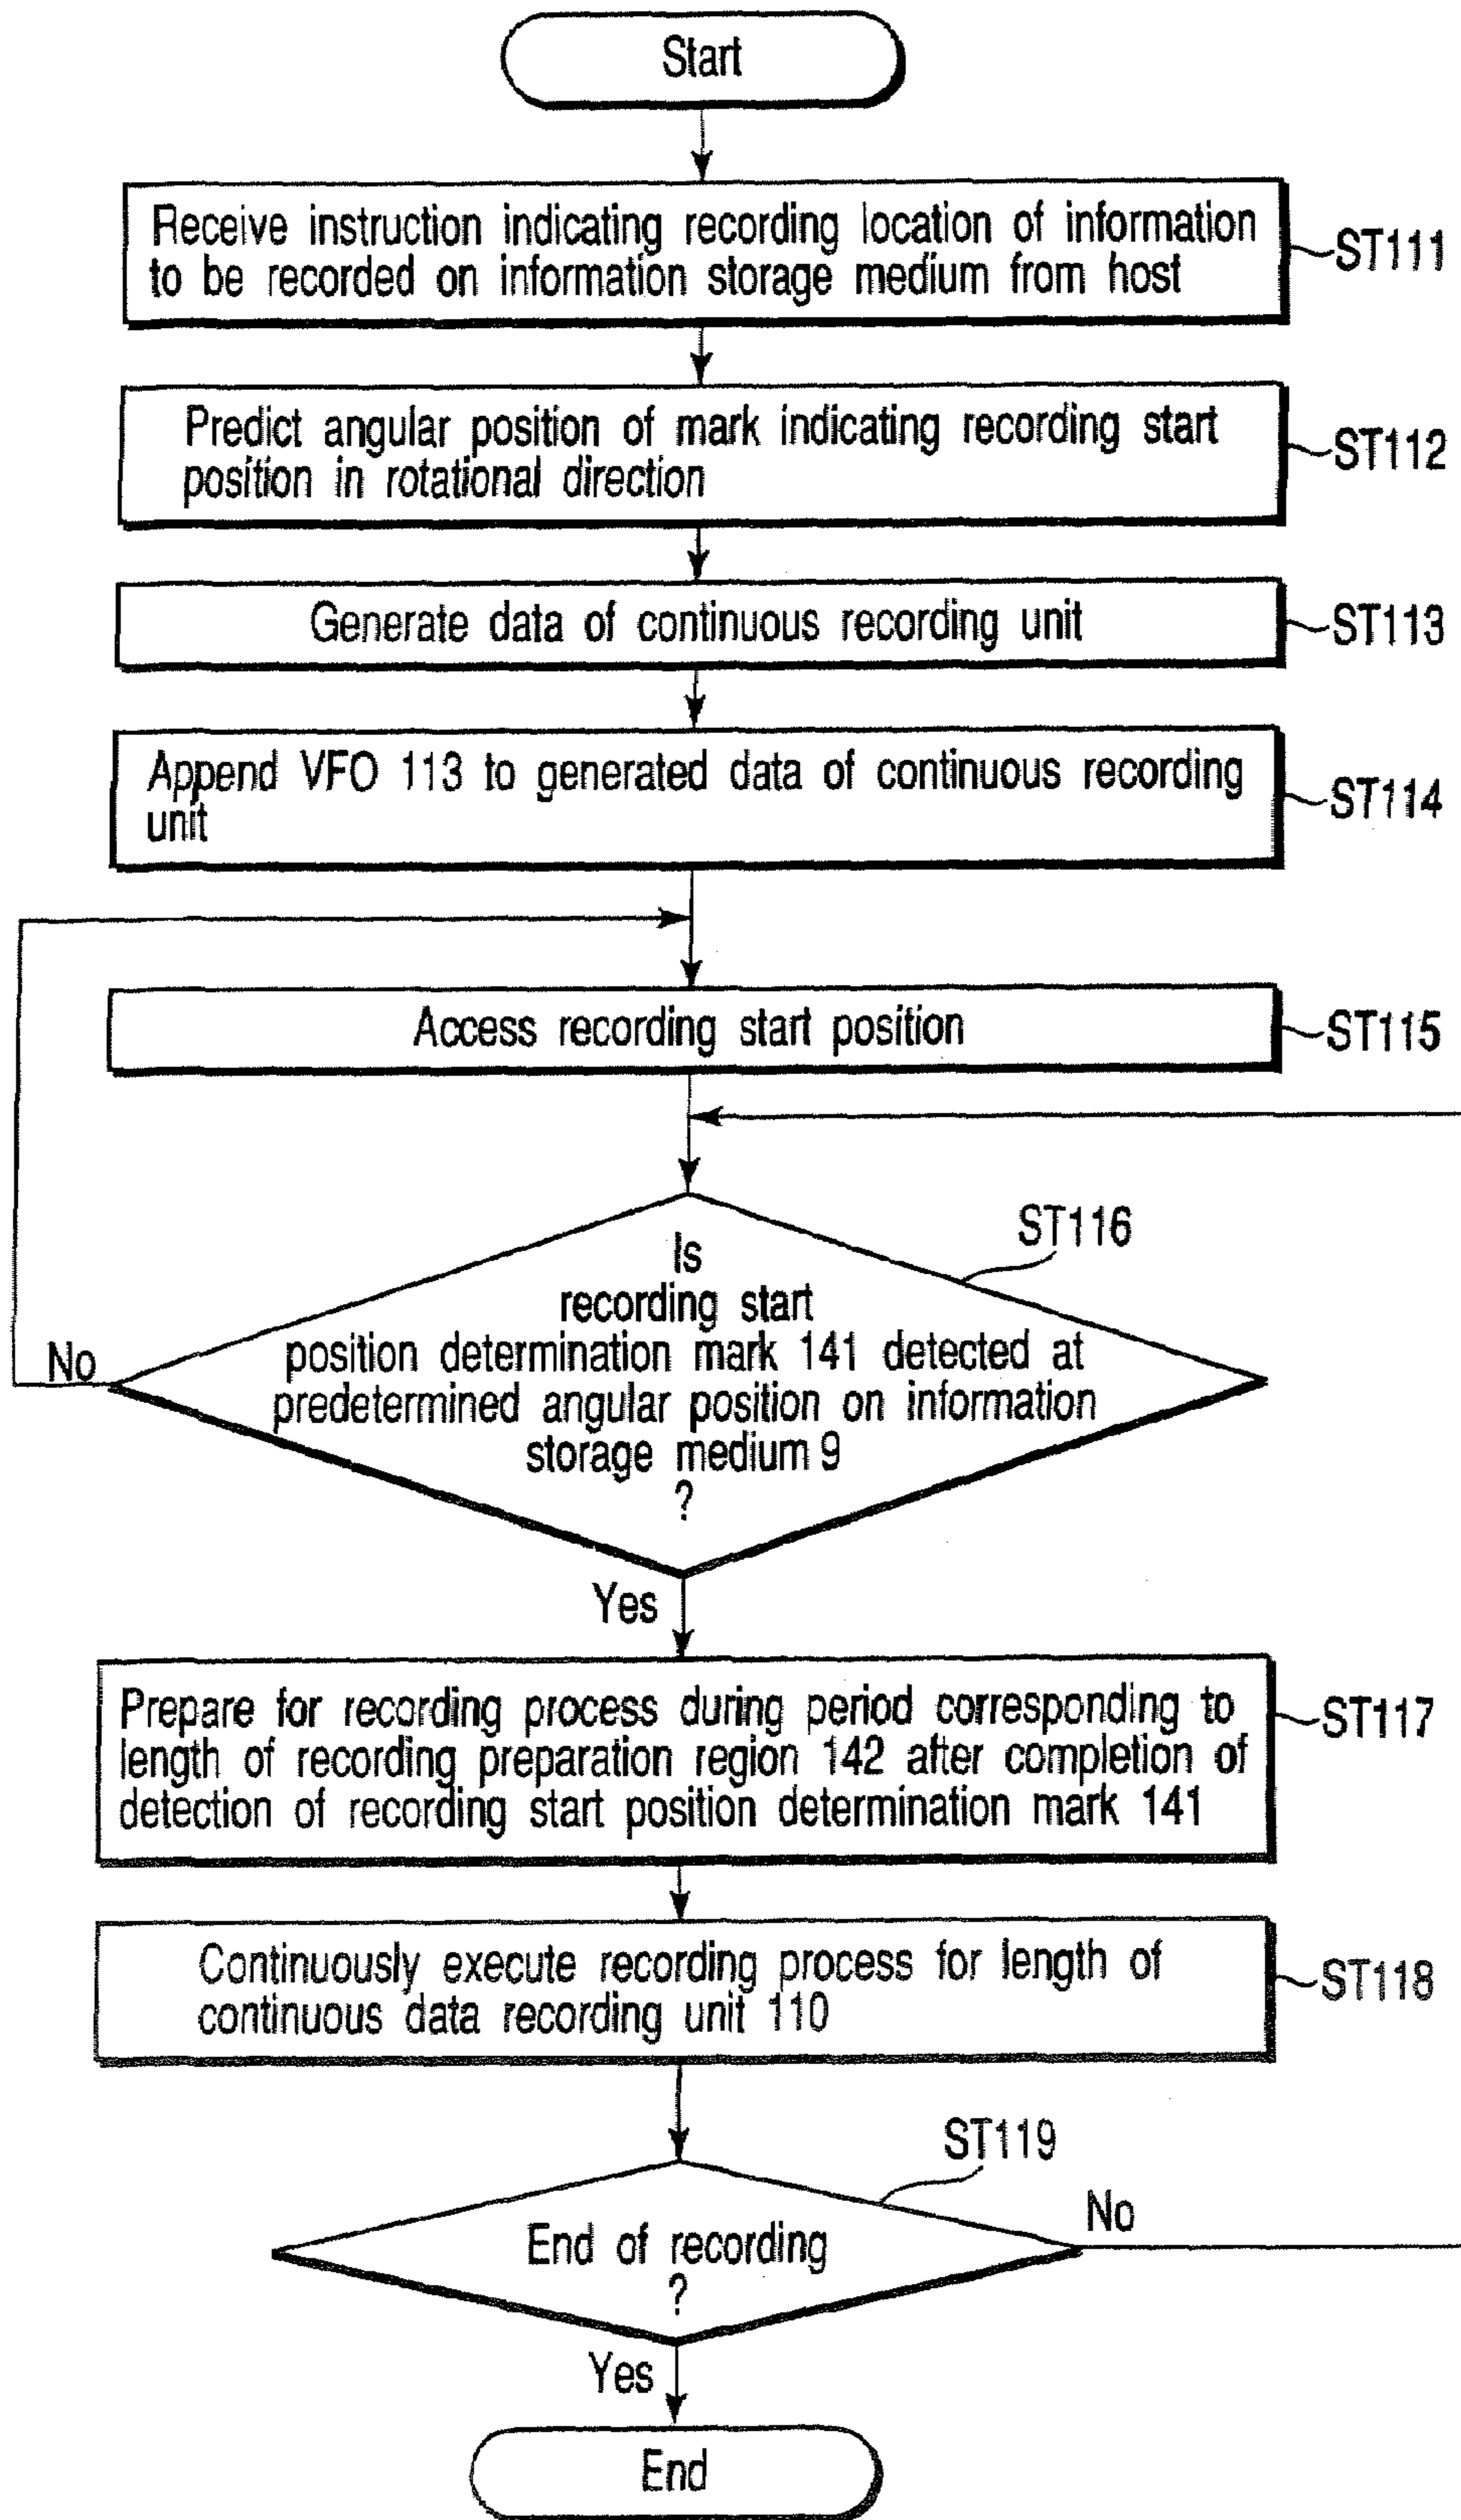 Start
Receive instruction indicating recording location of information
to be recorded on information storage medium from host
ST111
Predict angular position of mark indicating recording start
position in rotational direction
ST112
Generate data of continuous recording unit
ST113
Append VFO 113 to generated data of continuous recording
unit
ST114
Access recording start position
ST115
ST116
Is
recording start
position determination mark 141 detected at
predetermined angular position on information
storage medium 9
?
No
Yes
Prepare for recording process during period corresponding to
length of recording preparation region 142 after completion of
detection of recording start position determination mark 141
ST117
Continuously execute recording process for length of
continuous data recording unit 110
ST118
ST119
End of recording
?
No
Yes
End